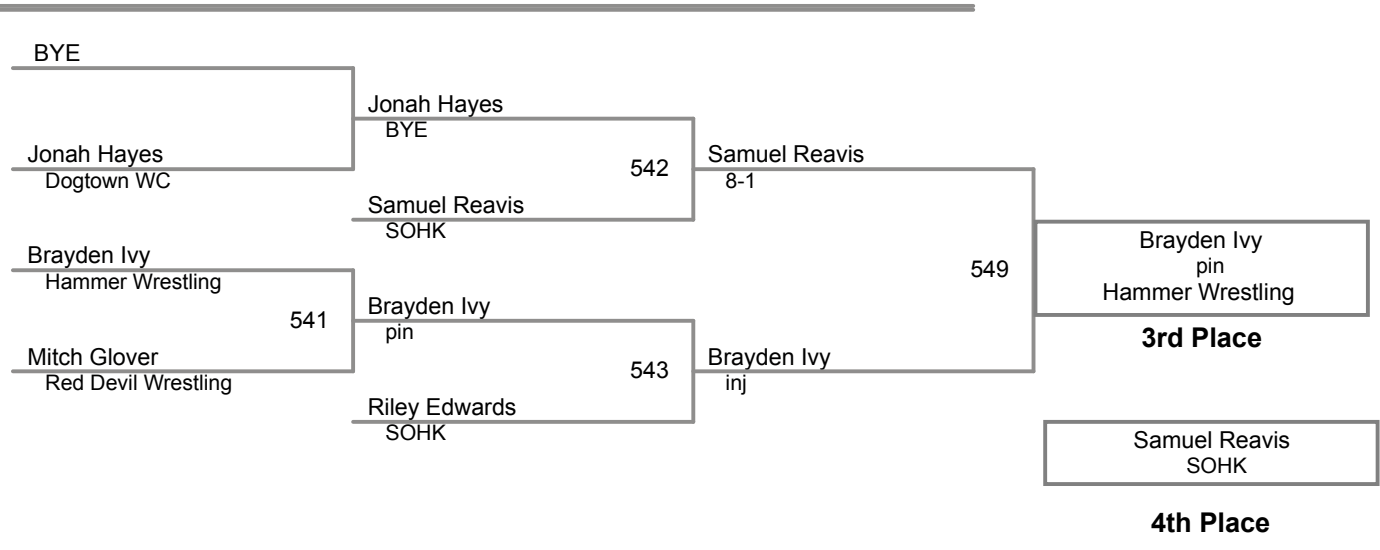 BYE
Jonah Hayes
BYE
Jonah Hayes
Dogtown WC
542
Samuel Reavis
8-1
Samuel Reavis
SOHK
Brayden Ivy
Hammer Wrestling
549
Brayden Ivy
pin
Hammer Wrestling
541
Brayden Ivy
pin
3rd Place
Mitch Glover
Red Devil Wrestling
543
Brayden Ivy
inj
Riley Edwards
SOHK
Samuel Reavis
SOHK
4th Place